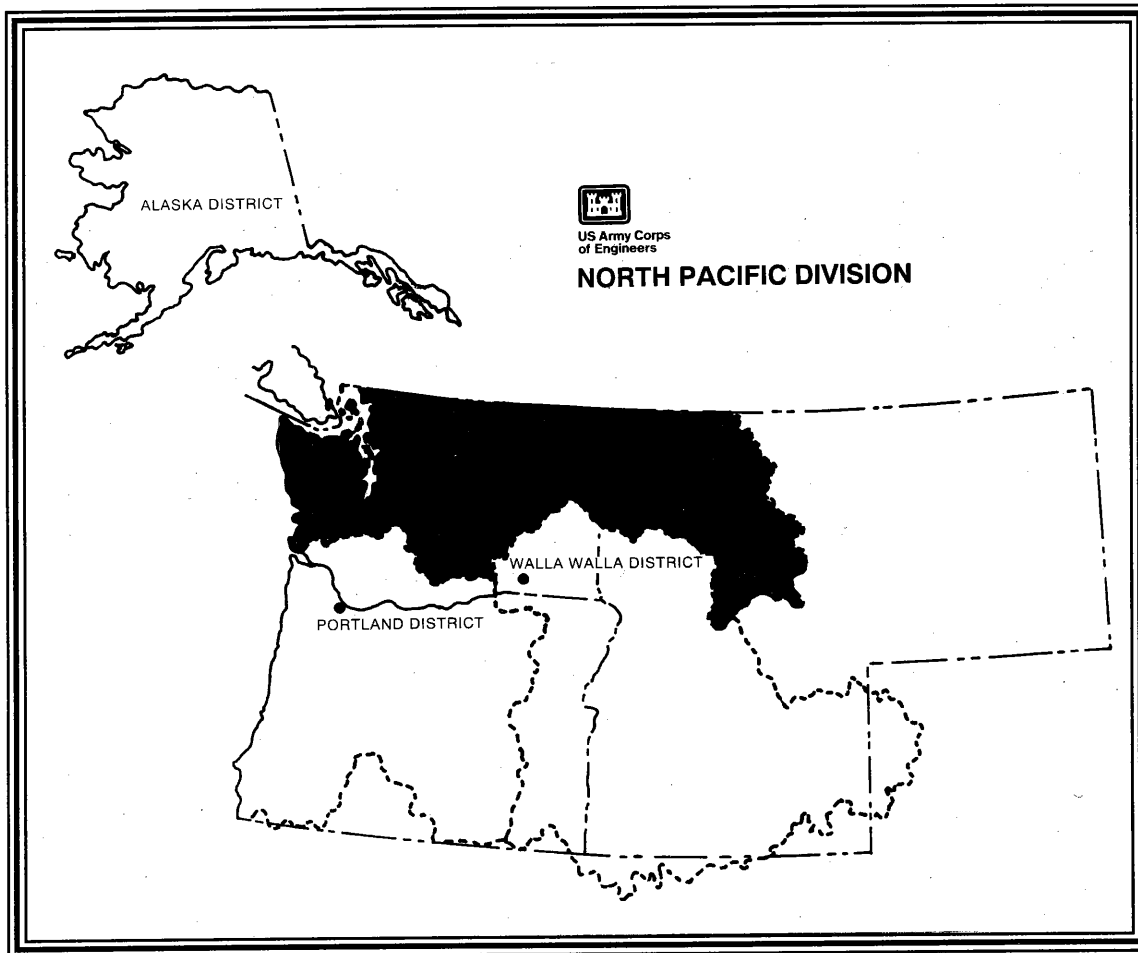 ALASKA DISTRICT
US Army Corps
of Engineers
NORTH PACIFIC DIVISION
WALLA WALLA DISTRICT
PORTLAND DISTRICT